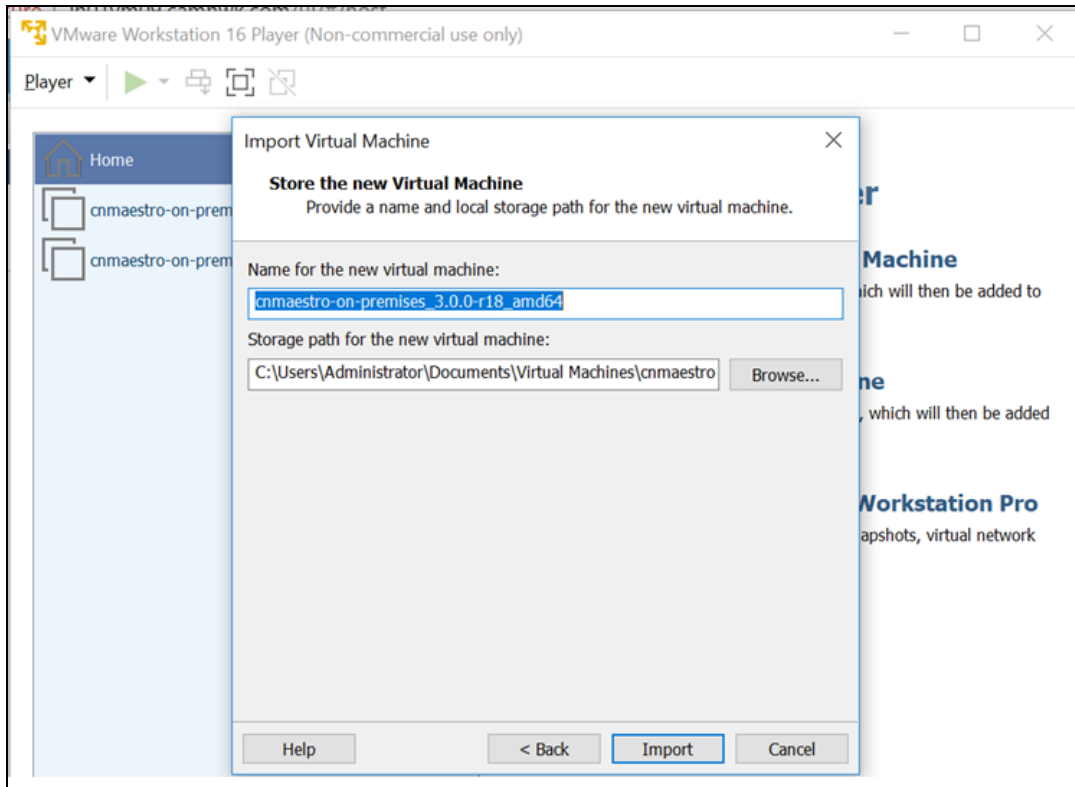 VMware Workstation 16 Player (Non-commercial use only)
Player
Home
cnmaestro-on-prem
cnmaestro-on-prem
Import Virtual Machine
Store the new Virtual Machine
Provide a name and local storage path for the new virtual machine.
Name for the new virtual machine:
cnmaestro-on-premises_3.0.0-r18_amd64
Storage path for the new virtual machine:
C:\Users\Administrator\Documents\Virtual Machines\cnmaestro
Browse...
Help
< Back
Import
Cancel
er
Machine
ich will then be added to
ne
, which will then be added
Workstation Pro
apshots, virtual network